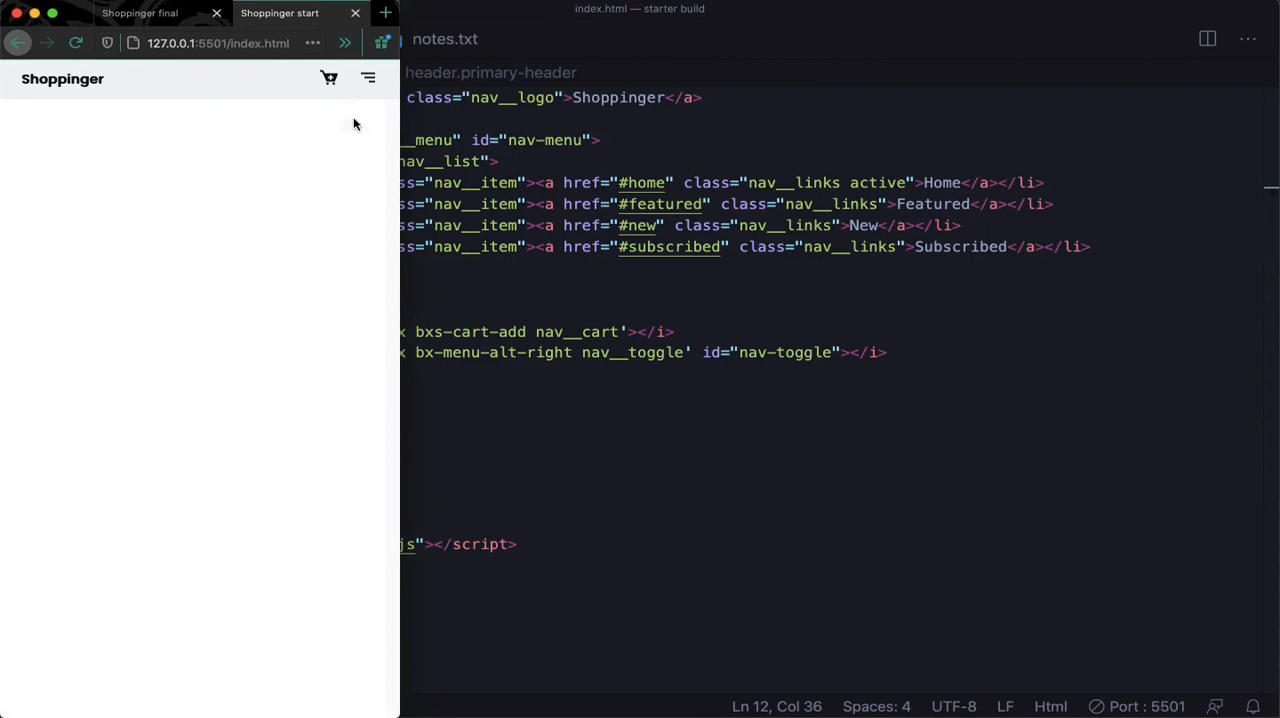 index.html — starter build
Shoppinger final
Shoppinger start
127.0.0.1:5501/index.html
notes.txt
Shoppinger
header.primary-header
class="nav__logo">Shoppinger</a>
__menu" id="nav-menu">
nav__list">
ss="nav__item"><a href="#home" class="nav__links active">Home</a></li>
ss="nav__item"><a href="#featured" class="nav__links">Featured</a></li>
ss="nav__item"><a href="#new" class="nav__links">New</a></li>
ss="nav__item"><a href="#subscribed" class="nav__links">Subscribed</a></li>
x bxs-cart-add nav__cart'></i>
x bx-menu-alt-right nav__toggle' id="nav-toggle"></i>
js"></script>
Ln 12, Col 36 Spaces: 4 UTF-8 LF Html Port : 5501